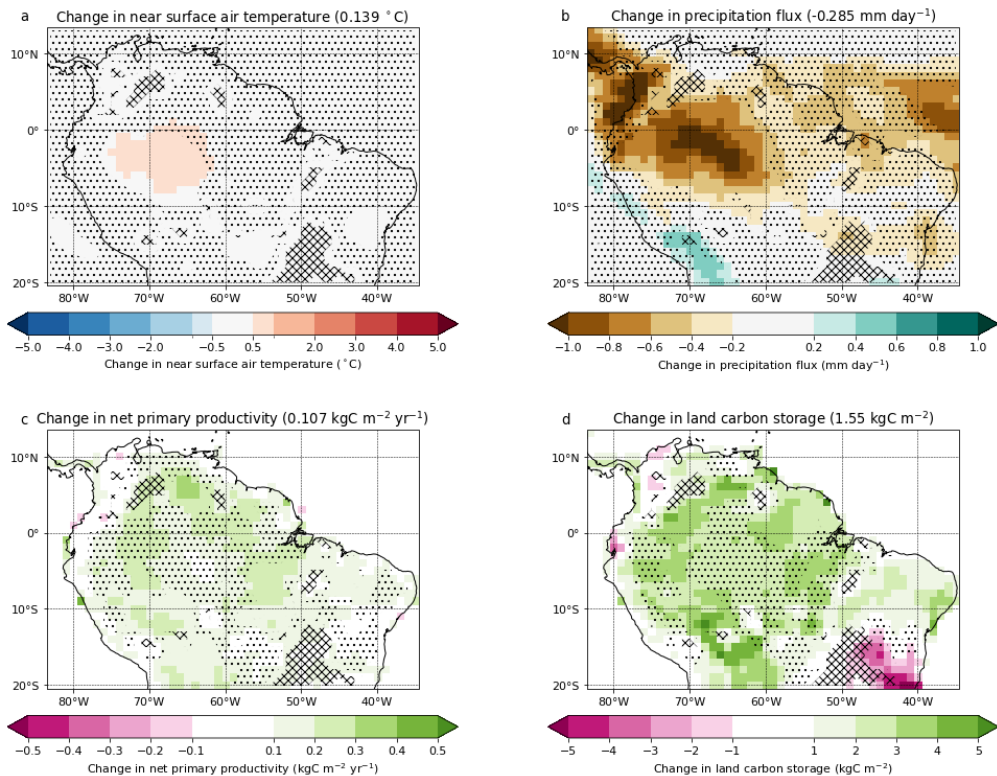 a Change in near surface air temperature (0.139 °C)
10°N
0°
10°S
20°S
80°W 70°W 60°W 50°W 40°W
−5.0 −4.0 −3.0 −2.0 −0.5 0.5 2.0 3.0 4.0 5.0
Change in near surface air temperature (°C)
b Change in precipitation flux (-0.285 mm day⁻¹)
10°N
0°
10°S
20°S
80°W 70°W 60°W 50°W 40°W
−1.0 −0.8 −0.6 −0.4 −0.2 0.2 0.4 0.6 0.8 1.0
Change in precipitation flux (mm day⁻¹)
c Change in net primary productivity (0.107 kgC m⁻² yr⁻¹)
10°N
0°
10°S
20°S
80°W 70°W 60°W 50°W 40°W
−0.5 −0.4 −0.3 −0.2 −0.1 0.1 0.2 0.3 0.4 0.5
Change in net primary productivity (kgC m⁻² yr⁻¹)
d Change in land carbon storage (1.55 kgC m⁻²)
10°N
0°
10°S
20°S
80°W 70°W 60°W 50°W 40°W
−5 −4 −3 −2 −1 1 2 3 4 5
Change in land carbon storage (kgC m⁻²)